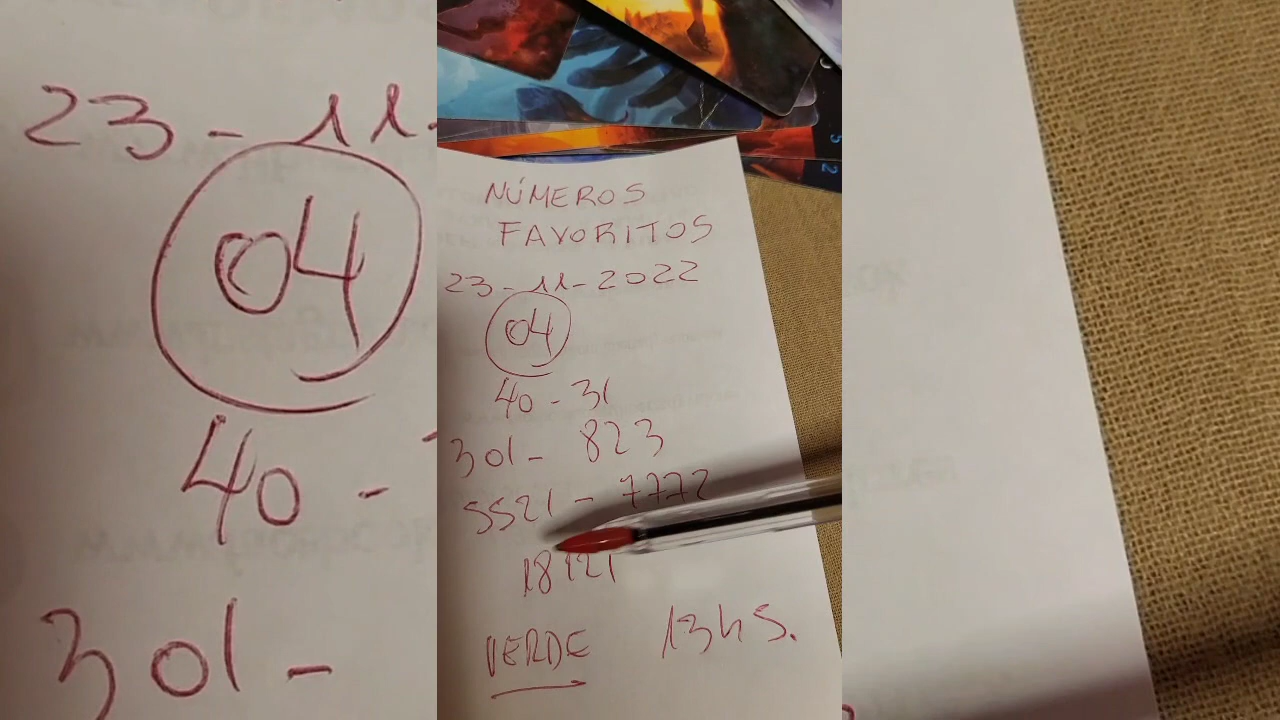 NÚMEROS
FAVORITOS
23-11-2022
04
40-31
301-823
5521-7772
18121
VERDE 13hS.